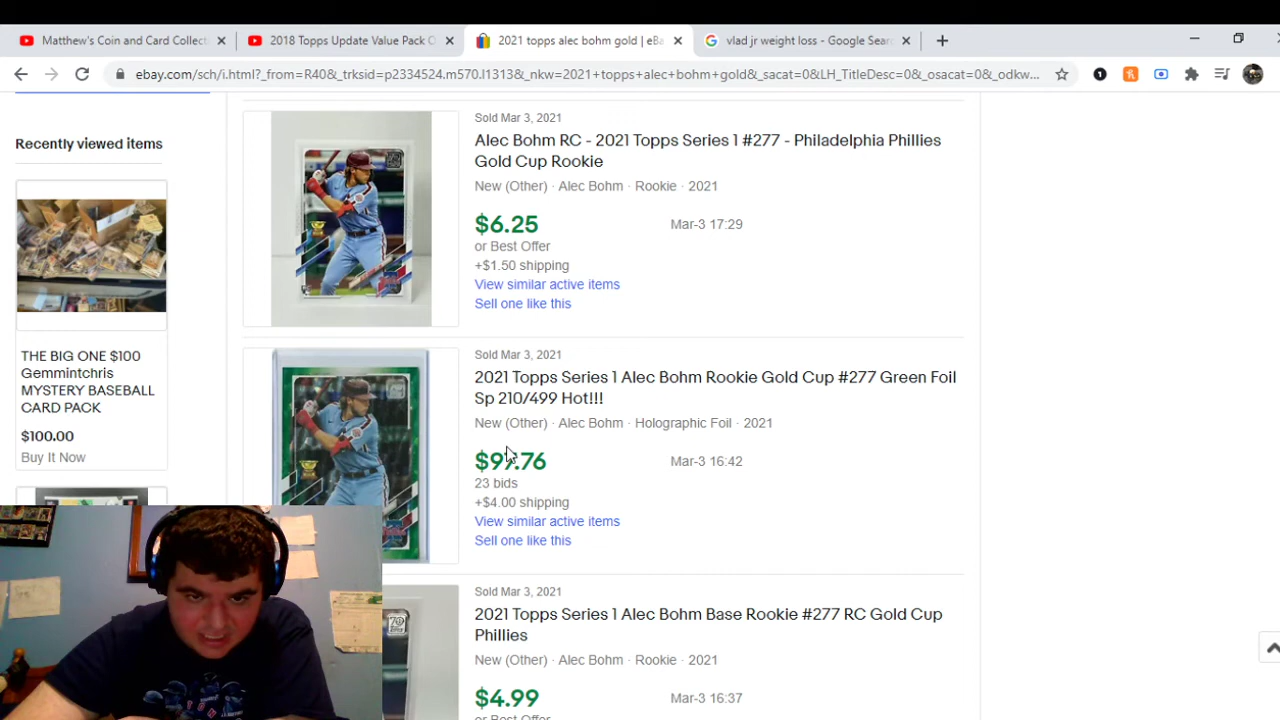 Matthew's Coin and Card Collect
2018 Topps Update Value Pack O
2021 topps alec bohm gold | eBa
vlad jr weight loss - Google Sear
ebay.com/sch/i.html?_from=R40&_trksid=p2334524.m570.l1313&_nkw=2021+topps+alec+bohm+gold&_sacat=0&LH_TitleDesc=0&_osacat=0&_odkw...
Recently viewed items
THE BIG ONE $100
Gemmintchris
MYSTERY BASEBALL
CARD PACK
$100.00
Buy It Now
Sold Mar 3, 2021
Alec Bohm RC - 2021 Topps Series 1 #277 - Philadelphia Phillies
Gold Cup Rookie
New (Other) · Alec Bohm · Rookie · 2021
$6.25
Mar-3 17:29
or Best Offer
+$1.50 shipping
View similar active items
Sell one like this
Sold Mar 3, 2021
2021 Topps Series 1 Alec Bohm Rookie Gold Cup #277 Green Foil
Sp 210/499 Hot!!!
New (Other) · Alec Bohm · Holographic Foil · 2021
Mar-3 16:42
23 bids
+$4.00 shipping
View similar active items
Sell one like this
Sold Mar 3, 2021
2021 Topps Series 1 Alec Bohm Base Rookie #277 RC Gold Cup
Phillies
New (Other) · Alec Bohm · Rookie · 2021
$4.99
Mar-3 16:37
or Best Offer